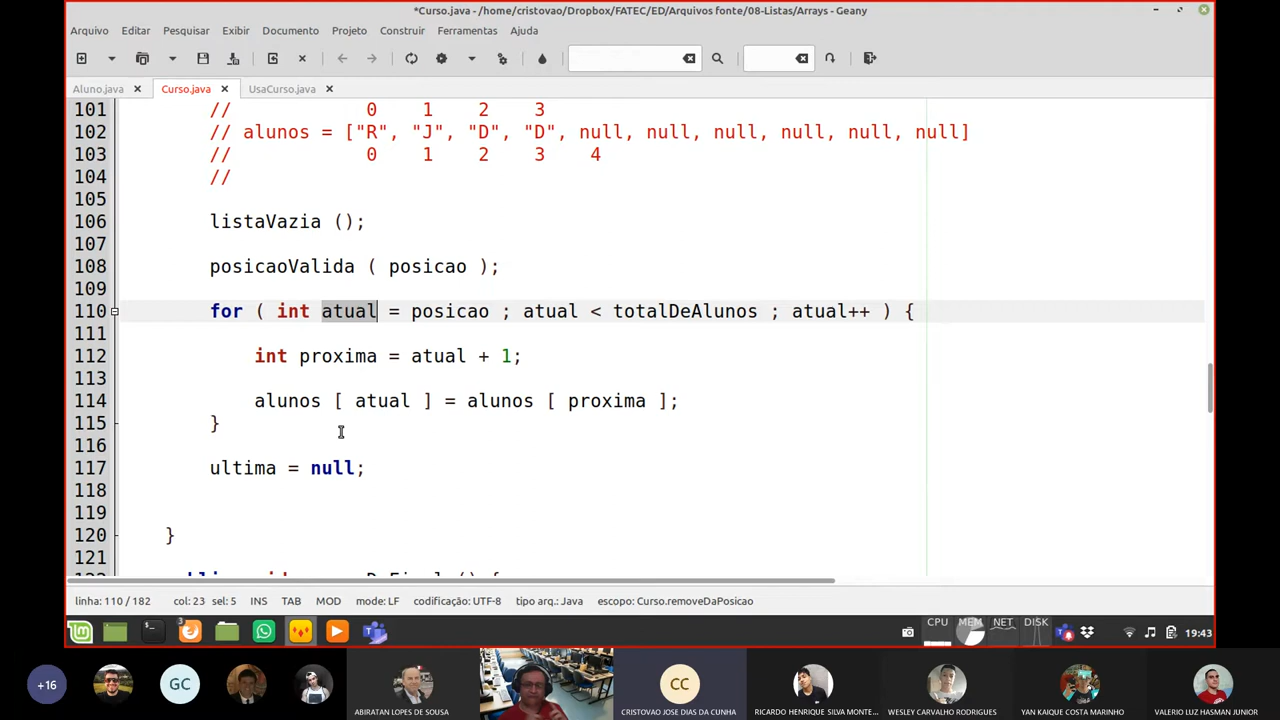 *Curso.java - /home/cristovao/Dropbox/FATEC/ED/Arquivos fonte/08-Listas/Arrays - Geany
Arquivo Editar Pesquisar Exibir Documento Projeto Construir Ferramentas Ajuda
Aluno.java Curso.java UsaCurso.java
101 // 0 1 2 3
102 // alunos = ["R", "J", "D", "D", null, null, null, null, null, null]
103 // 0 1 2 3 4
104 //
105
106 listaVazia ();
107
108 posicaoValida ( posicao );
109
110 for ( int atual = posicao ; atual < totalDeAlunos ; atual++ ) {
111
112 int proxima = atual + 1;
113
114 alunos [ atual ] = alunos [ proxima ];
115 }
116
117 ultima = null;
118
119
120 }
121
linha: 110 / 182 col: 23 sel: 5 INS TAB MOD mode: LF codificação: UTF-8 tipo arq.: Java escopo: Curso.removeDaPosicao
3 CPU MEM NET DISK 19:43
+16 GC CC
ABIRATAN LOPES DE SOUSA CRISTOVAO JOSE DIAS DA CUNHA RICARDO HENRIQUE SILVA MONTE... WESLEY CARVALHO RODRIGUES YAN KAIQUE COSTA MARINHO VALERIO LUZ HASMAN JUNIOR